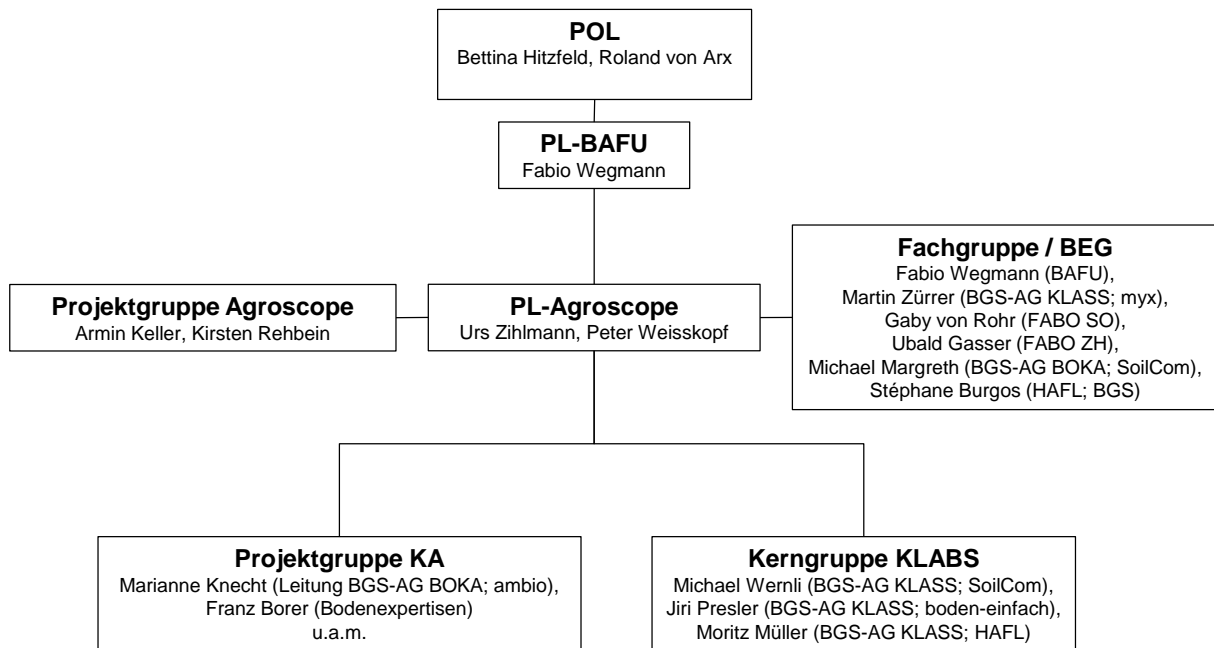 POL
Bettina Hitzfeld, Roland von Arx
PL-BAFU
Fabio Wegmann
Projektgruppe Agroscope
Armin Keller, Kirsten Rehbein
PL-Agroscope
Urs Zihlmann, Peter Weisskopf
Fachgruppe / BEG
Fabio Wegmann (BAFU),
Martin Zürrer (BGS-AG KLASS; myx),
Gaby von Rohr (FABO SO),
Ubald Gasser (FABO ZH),
Michael Margreth (BGS-AG BOKA; SoilCom),
Stéphane Burgos (HAFL; BGS)
Projektgruppe KA
Marianne Knecht (Leitung BGS-AG BOKA; ambio),
Franz Borer (Bodenexpertisen)
u.a.m.
Kerngruppe KLABS
Michael Wernli (BGS-AG KLASS; SoilCom),
Jiri Presler (BGS-AG KLASS; boden-einfach),
Moritz Müller (BGS-AG KLASS; HAFL)